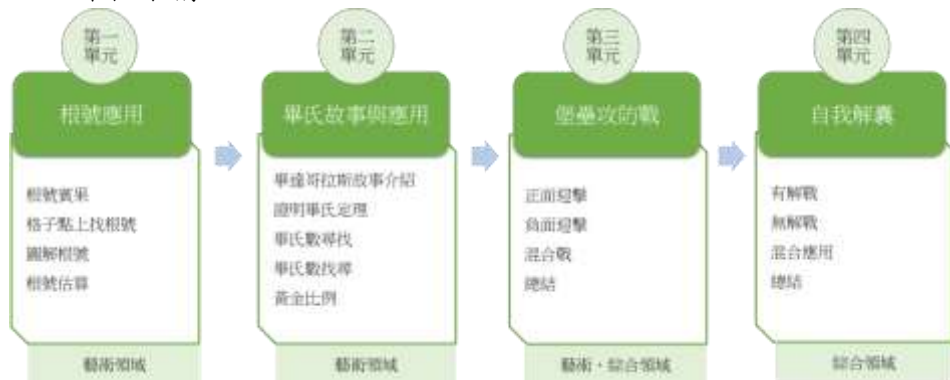 第一
單元
根號應用
根號賓果
格子點上找根號
圖解根號
根號估算
藝術領域
第二
單元
畢氏故事與應用
畢達哥拉斯故事介紹
證明畢氏定理
畢氏數尋找
畢氏數找尋
黃金比例
藝術領域
第三
單元
堡壘攻防戰
正面迎擊
負面迎擊
混合戰
總結
藝術、綜合領域
第四
單元
自我解囊
有解戰
無解戰
混合應用
總結
綜合領域